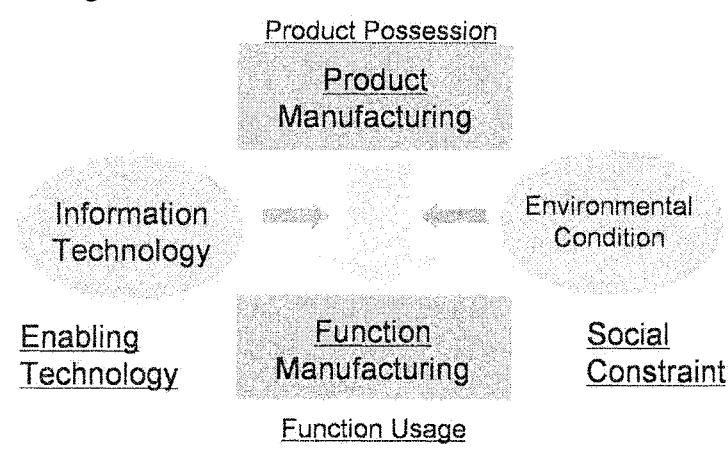 Product Possession
Product
Manufacturing
Information
Technology
Environmental
Condition
Enabling
Technology
Function
Manufacturing
Social
Constraint
Function Usage